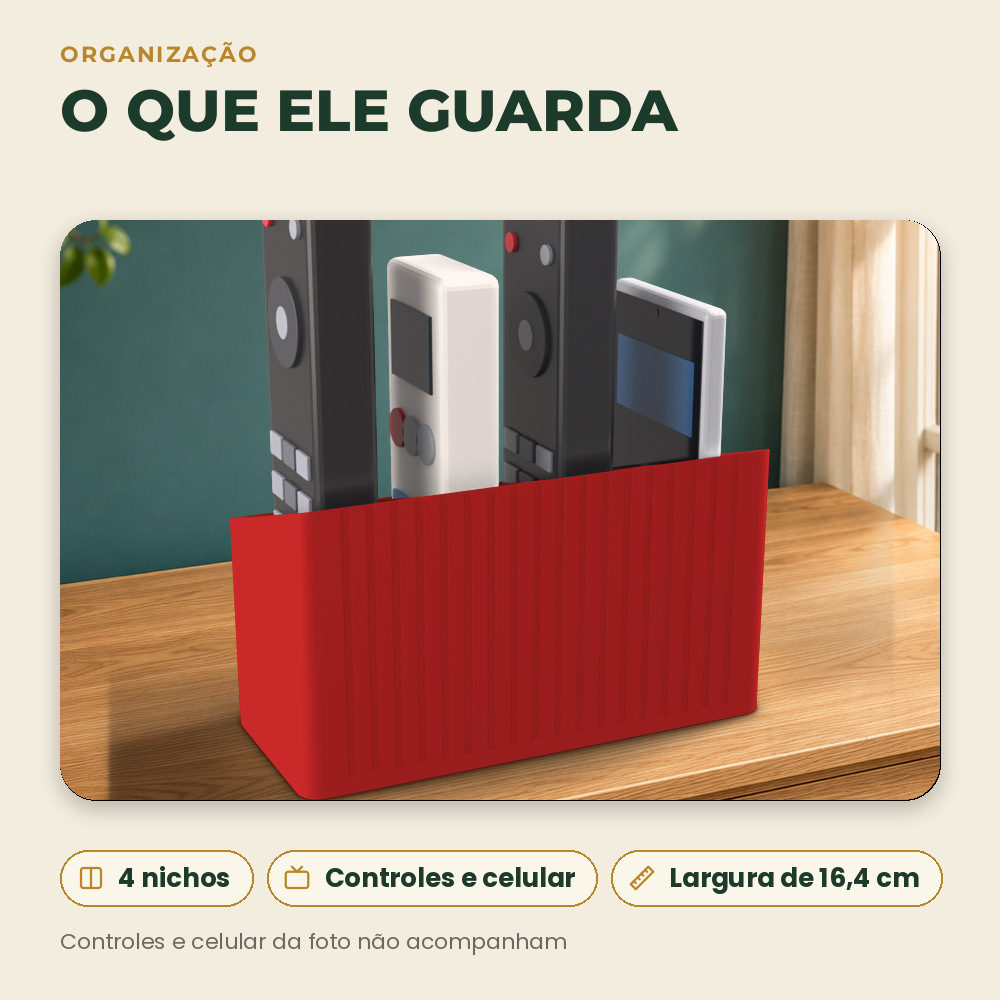 ORGANIZAÇÃO
O QUE ELE GUARDA
4 nichos
Controles e celular
Largura de 16,4 cm
Controles e celular da foto não acompanham